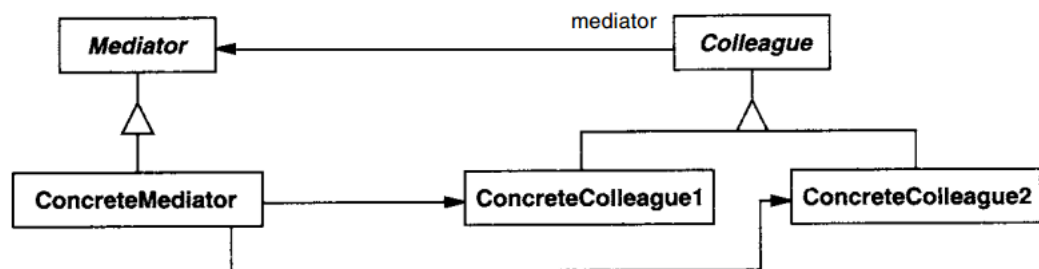 mediator
Mediator
Colleague
ConcreteMediator
ConcreteColleague1
ConcreteColleague2